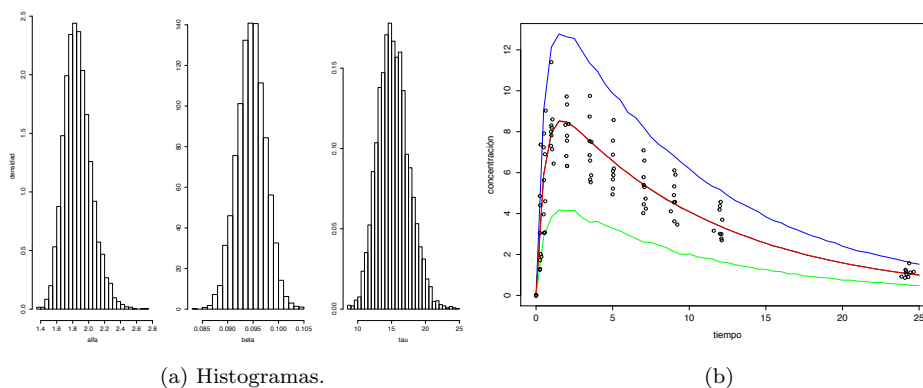 densidad
2.5
2.0
1.5
1.0
0.5
0.0
1.4 1.6 1.8 2.0 2.2 2.4 2.6 2.8
alfa
140
120
100
80
60
40
20
0
0.085 0.090 0.095 0.100 0.105
beta
0.15
0.10
0.05
0.00
10 15 20 25
tau
(a) Histogramas.
concentración
12
10
8
6
4
2
0
0 5 10 15 20 25
tiempo
(b)